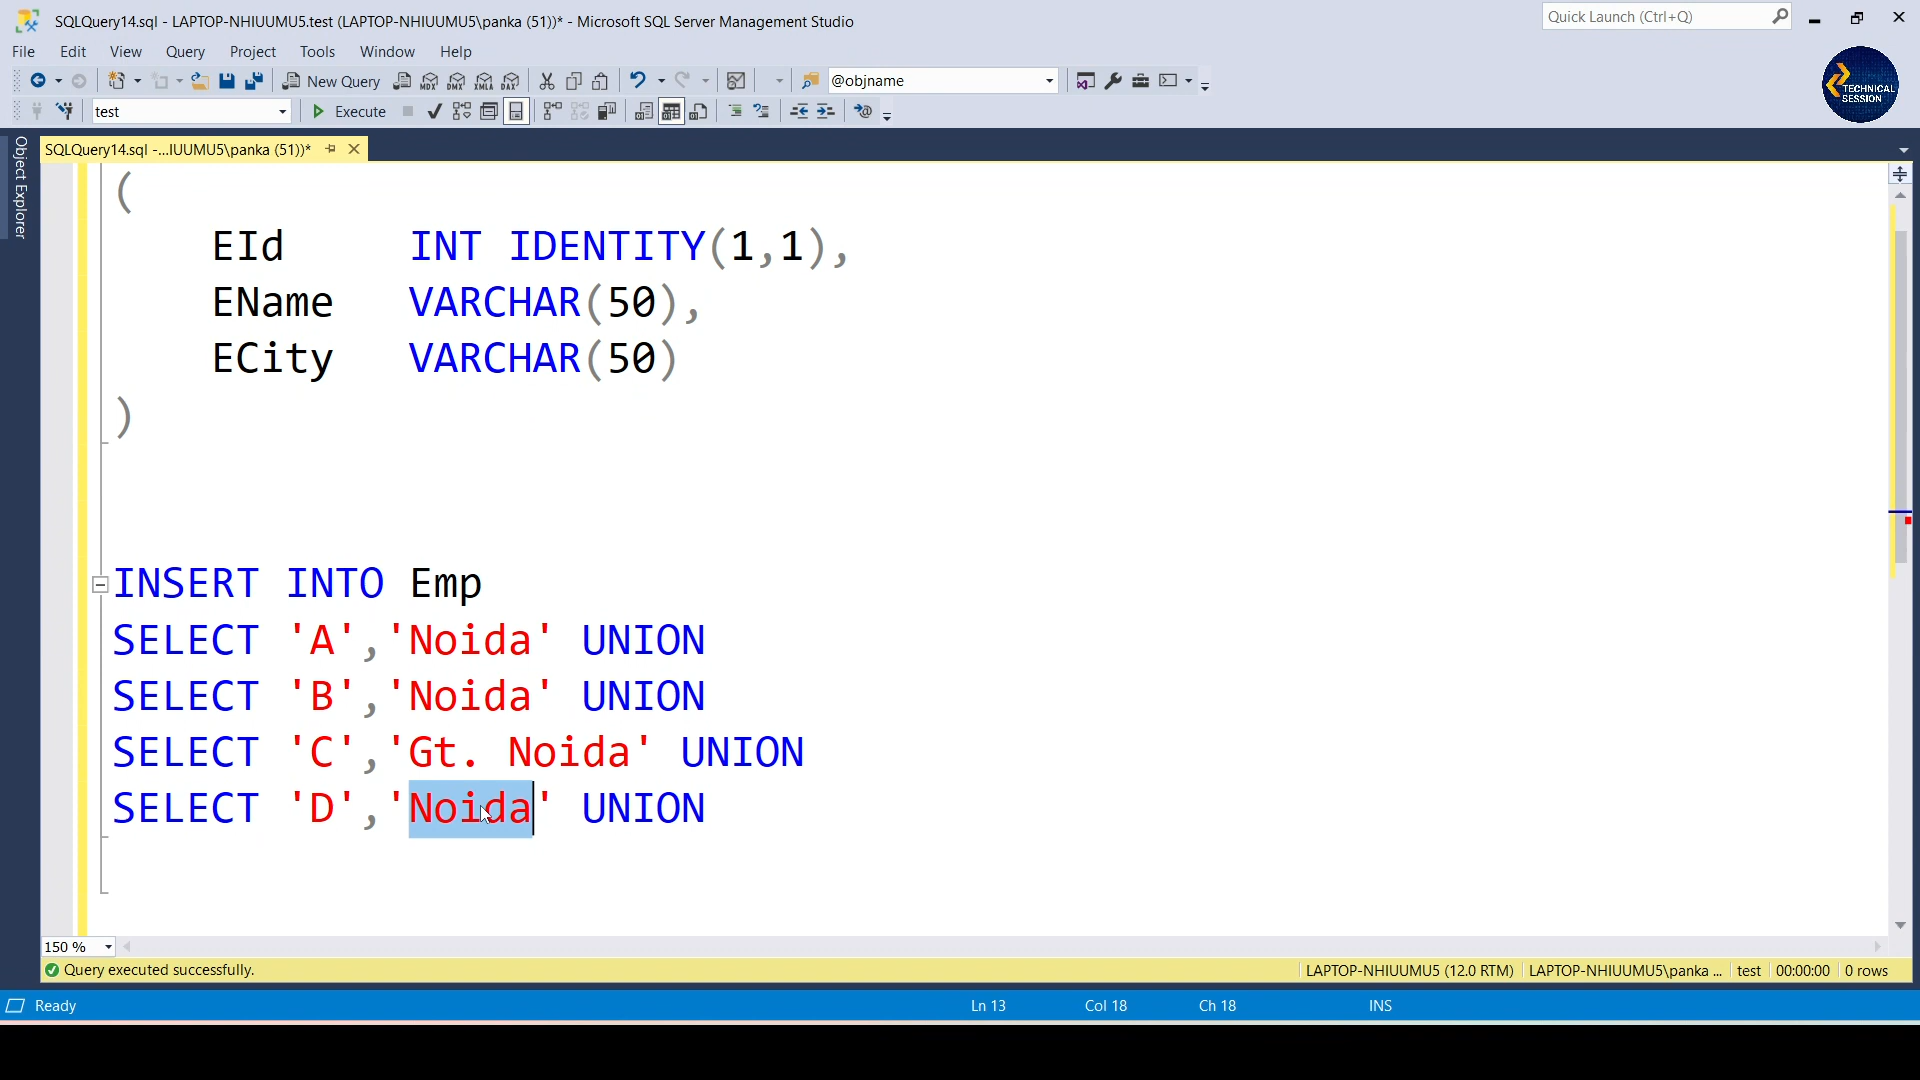 SQLQuery14.sql - LAPTOP-NHIUUMU5.test (LAPTOP-NHIUUMU5\panka (51))* - Microsoft SQL Server Management Studio
Quick Launch (Ctrl+Q)
File Edit View Query Project Tools Window Help
New Query MDX DMX XMLA DAX @objname
test Execute
TECHNICAL
SESSION
SQLQuery14.sql -...IUUMU5\panka (51))*
Object Explorer
(
EId INT IDENTITY(1,1),
EName VARCHAR(50),
ECity VARCHAR(50)
)
INSERT INTO Emp
SELECT 'A','Noida' UNION
SELECT 'B','Noida' UNION
SELECT 'C','Gt. Noida' UNION
SELECT 'D','Noida' UNION
150 %
Query executed successfully. LAPTOP-NHIUUMU5 (12.0 RTM) LAPTOP-NHIUUMU5\panka ... test 00:00:00 0 rows
Ready Ln 13 Col 18 Ch 18 INS